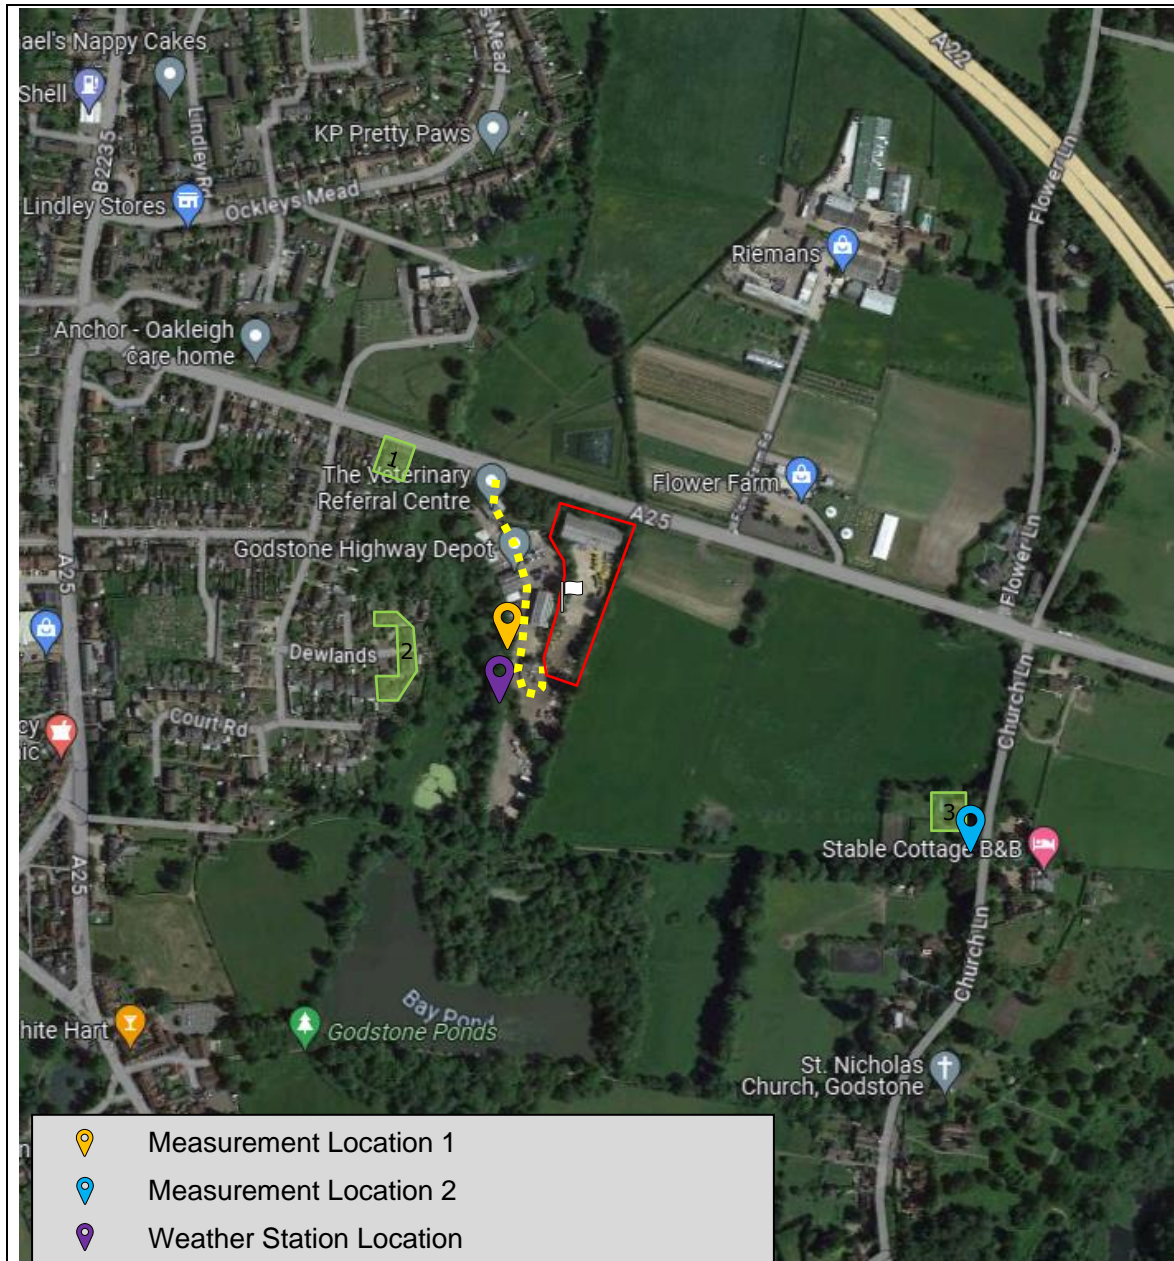 ael's Nappy Cakes
Shell
B2235
Lindley Rd
s Mead
KP Pretty Paws
A22
Flower Ln
Lindley Stores
Ockleys Mead
Riemans
Anchor - Oakleigh
care home
1
The Veterinary
Referral Centre
Flower Farm
A25
Godstone Highway Depot
A25
Flower Ln
Dewlands
2
Court Rd
cy
nic
Church Ln
3
Stable Cottage B&B
A25
Church Ln
Bay Pond
hite Hart
Godstone Ponds
St. Nicholas
Church, Godstone
Measurement Location 1
Measurement Location 2
Weather Station Location